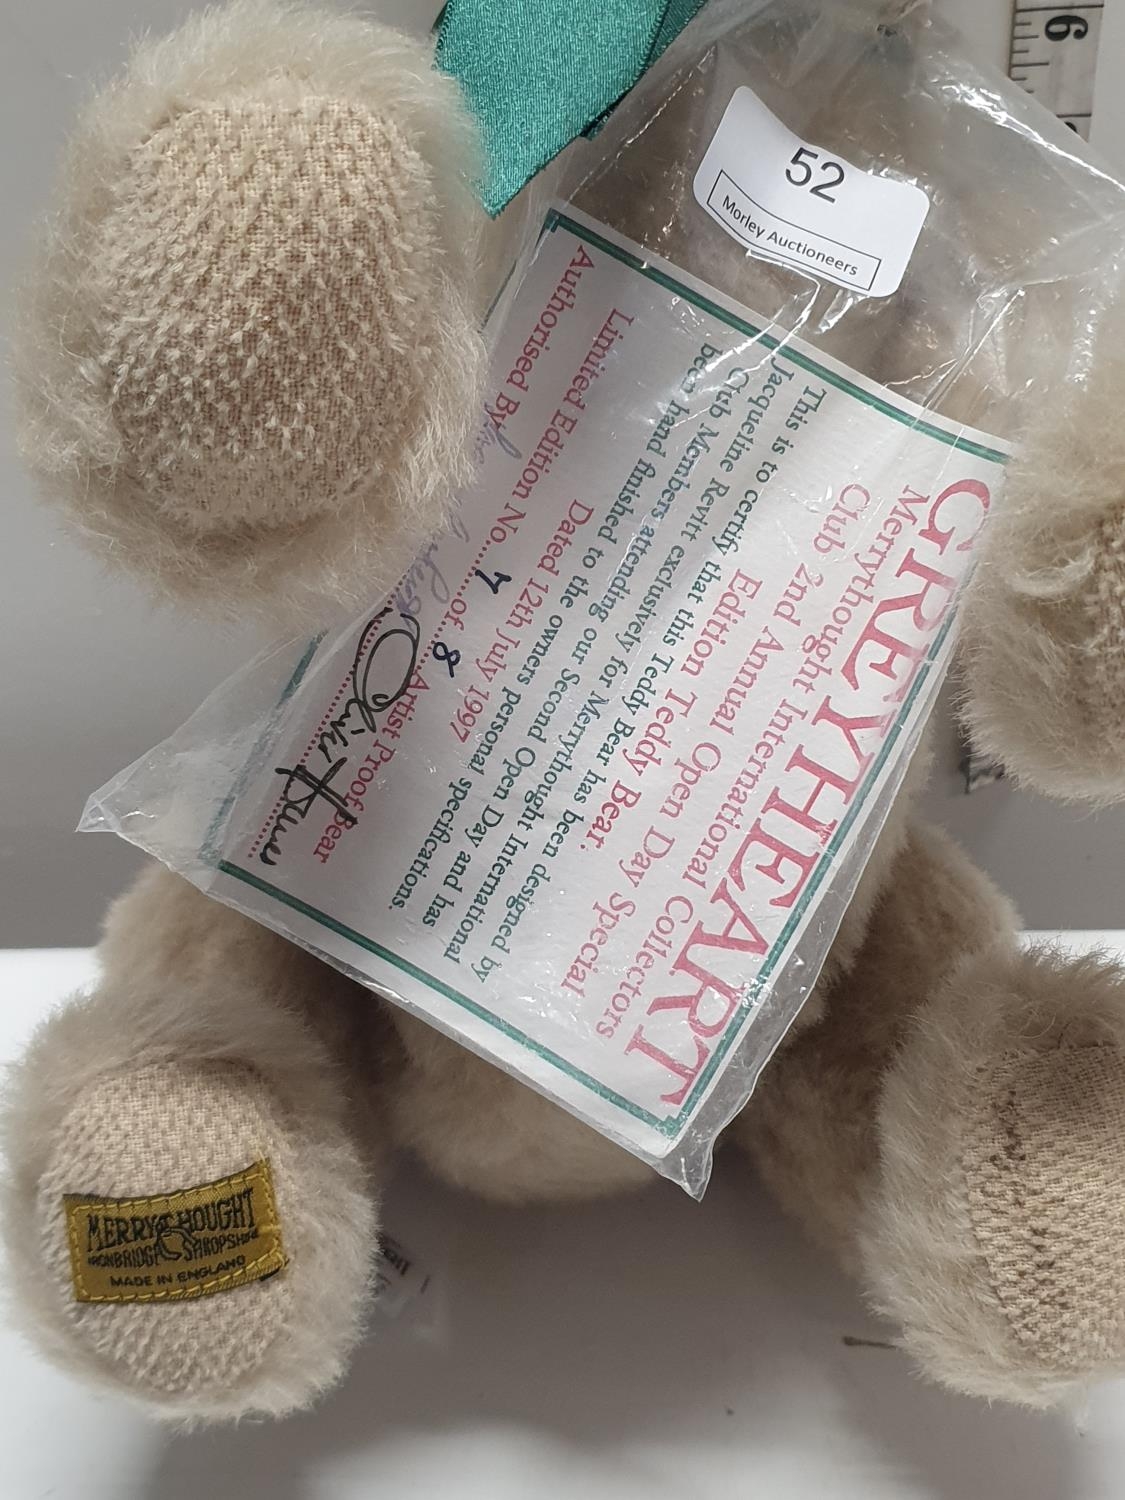 6
52
Morley Auctioneers
GREYHEART
Merrythought International Collectors
Club 2nd Annual Open Day Special
Edition Teddy Bear.
This is to certify that this Teddy Bear has been designed by
Jacqueline Revitt exclusively for Merrythought International
Club Members attending our Second Open Day and has
been hand finished to the owners personal specifications.
Dated 12th July 1997
Limited Edition No. 7 of 8 Artist Proof Bear
Authorised By
MERRYTHOUGHT
IRONBRIDGE SHROPSHIRE
MADE IN ENGLAND